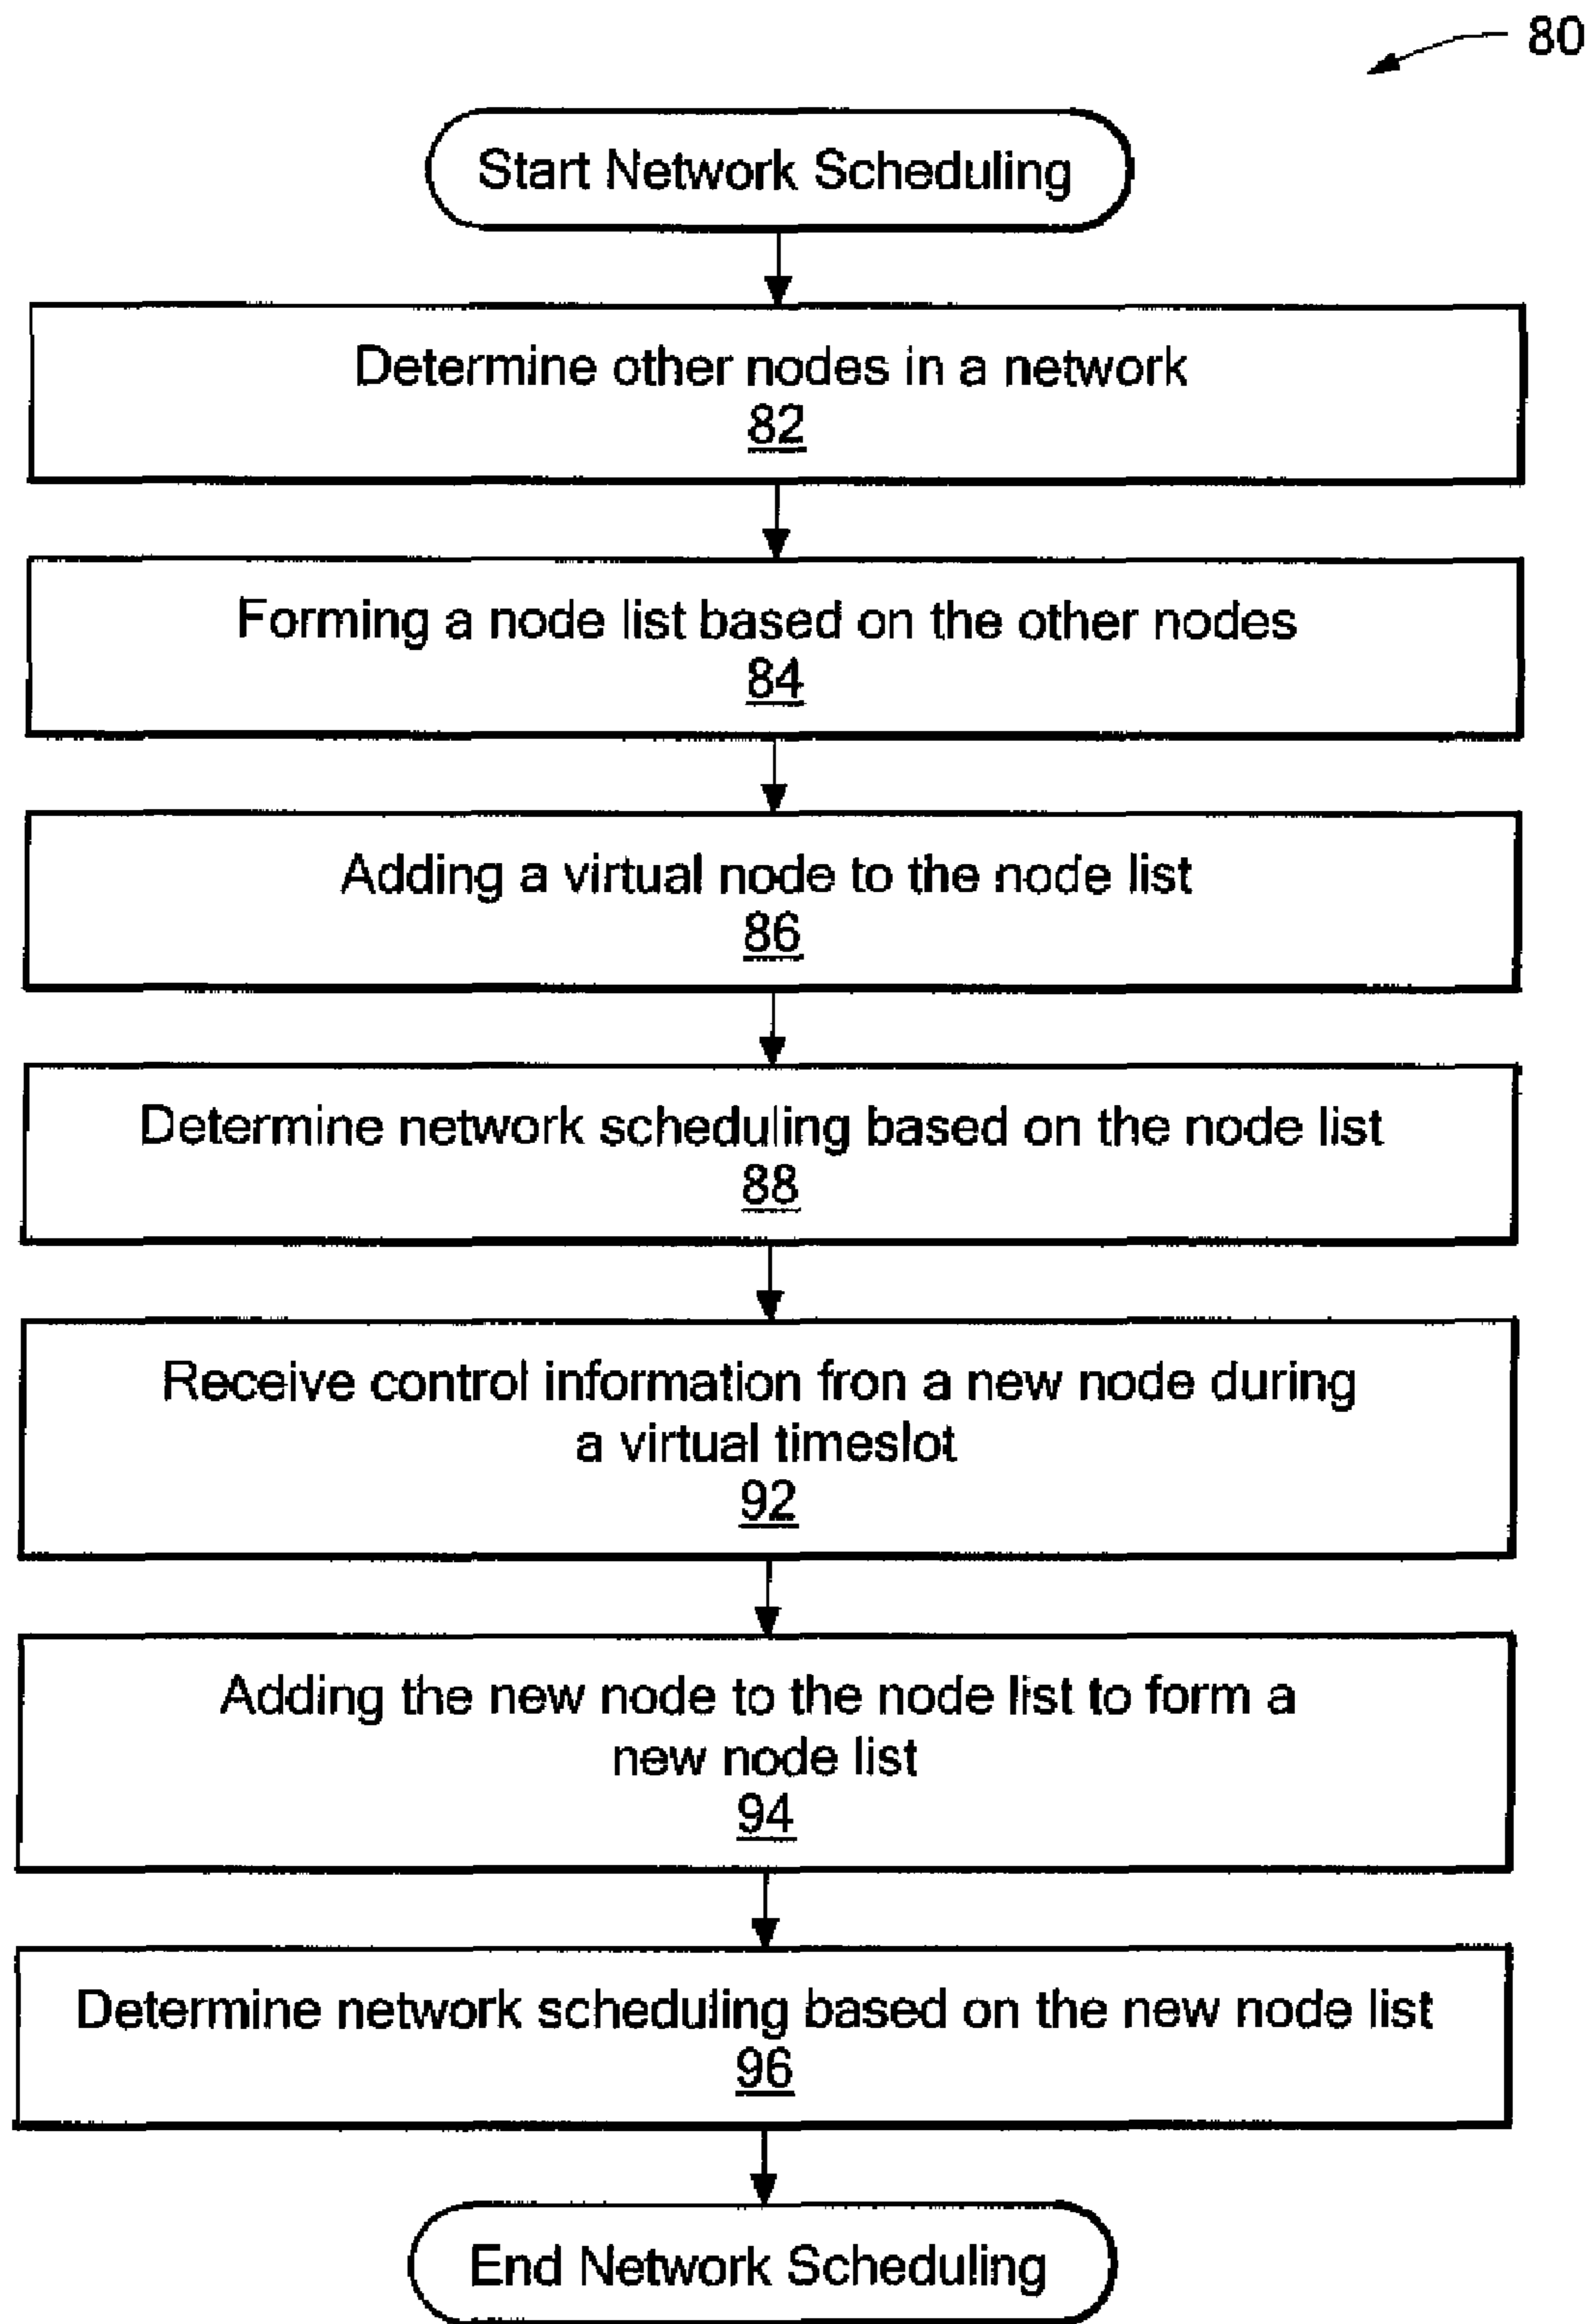 80
Start Network Scheduling
Determine other nodes in a network
82
Forming a node list based on the other nodes
84
Adding a virtual node to the node list
86
Determine network scheduling based on the node list
88
Receive control information fron a new node during
a virtual timeslot
92
Adding the new node to the node list to form a
new node list
94
Determine network scheduling based on the new node list
96
End Network Scheduling